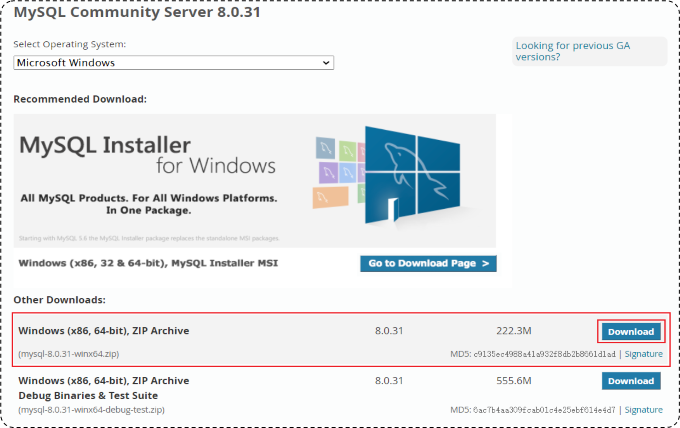 MySQL Community Server 8.0.31
Select Operating System:
Microsoft Windows
Looking for previous GA
versions?
Recommended Download:
MySQL Installer
for Windows
All MySQL Products. For All Windows Platforms.
In One Package.
Starting with MySQL 5.6 the MySQL Installer package replaces the standalone MSI packages.
Windows (x86, 32 & 64-bit), MySQL Installer MSI
Go to Download Page >
Other Downloads:
Windows (x86, 64-bit), ZIP Archive 8.0.31 222.3M Download
(mysql-8.0.31-winx64.zip) MD5: c9135ec4988a41a932f8db2b8661d1ad | Signature
Windows (x86, 64-bit), ZIP Archive 8.0.31 555.6M Download
Debug Binaries & Test Suite
(mysql-8.0.31-winx64-debug-test.zip) MD5: 6ac7b4aa309fcab01c4e25ebf614e4d7 | Signature